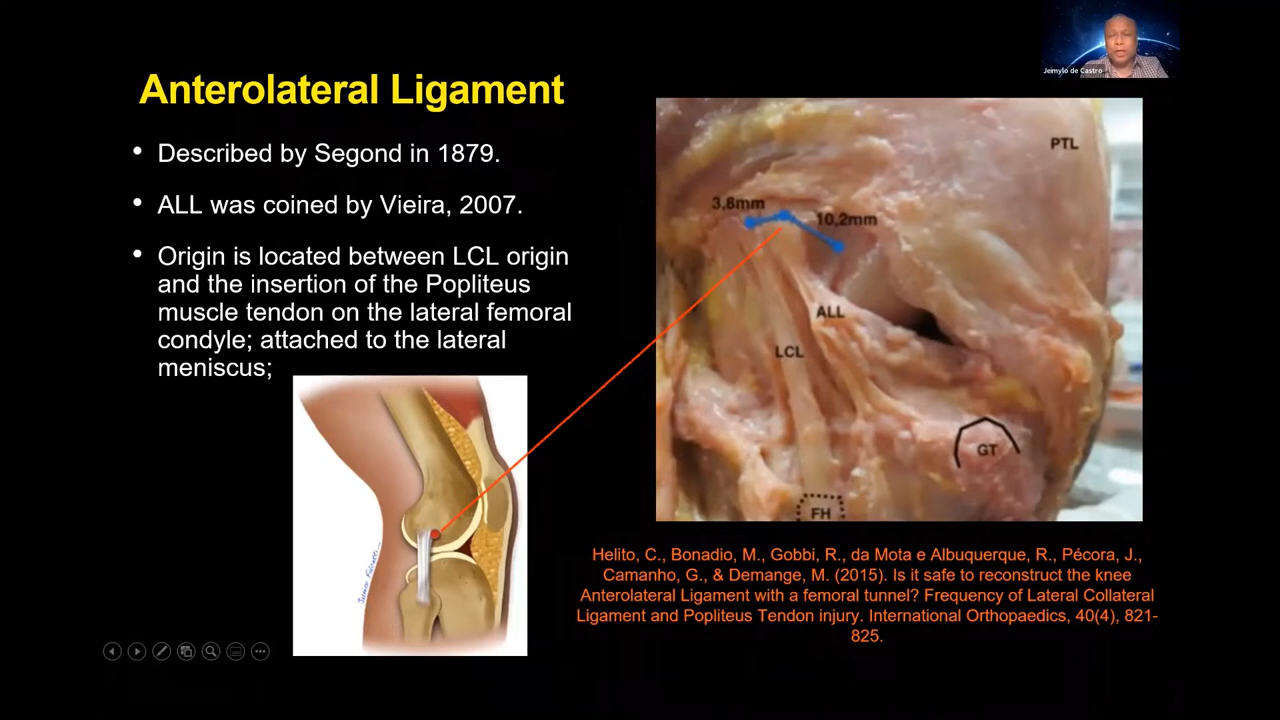 Jeimylo de Castro
Anterolateral Ligament
• Described by Segond in 1879.
• ALL was coined by Vieira, 2007.
• Origin is located between LCL origin
and the insertion of the Popliteus
muscle tendon on the lateral femoral
condyle; attached to the lateral
meniscus;
PTL
3,8mm
10,2mm
ALL
LCL
GT
FH
Helito, C., Bonadio, M., Gobbi, R., da Mota e Albuquerque, R., Pécora, J.,
Camanho, G., & Demange, M. (2015). Is it safe to reconstruct the knee
Anterolateral Ligament with a femoral tunnel? Frequency of Lateral Collateral
Ligament and Popliteus Tendon injury. International Orthopaedics, 40(4), 821-
825.